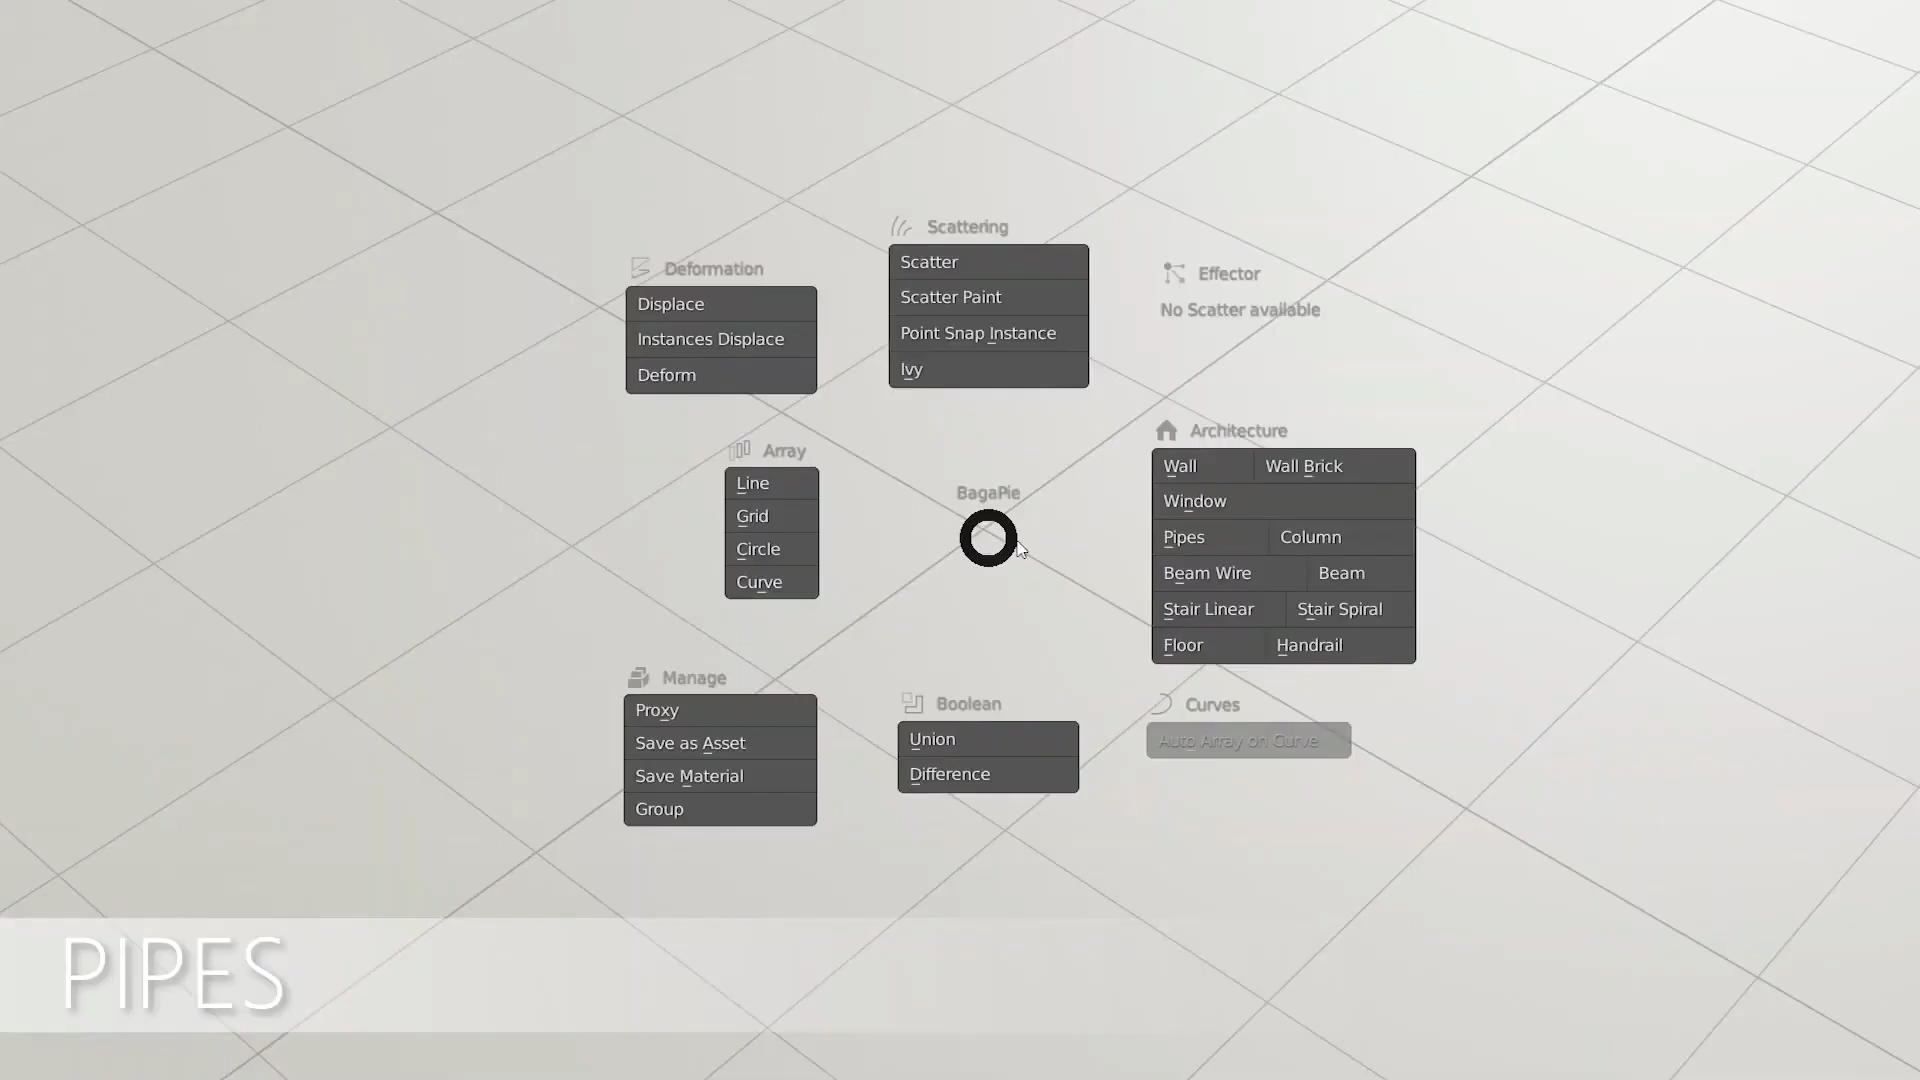 Scattering
Scatter
Scatter Paint
Point Snap Instance
Ivy
Deformation
Displace
Instances Displace
Deform
Effector
No Scatter available
Array
Line
Grid
Circle
Curve
BagaPie
Architecture
Wall Wall Brick
Window
Pipes Column
Beam Wire Beam
Stair Linear Stair Spiral
Floor Handrail
Manage
Proxy
Save as Asset
Save Material
Group
Boolean
Union
Difference
Curves
Auto Array on Curve
PIPES